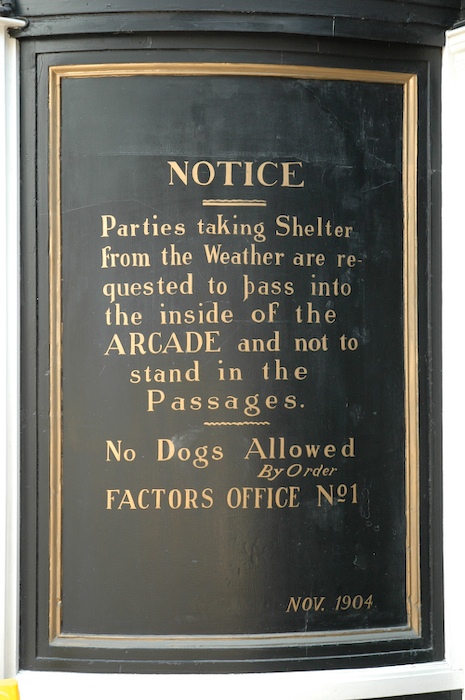 NOTICE
Parties taking Shelter
from the Weather are re-
quested to pass into
the inside of the
ARCADE and not to
stand in the
Passages.
No Dogs Allowed
By Order
FACTORS OFFICE Nº1
NOV. 1904